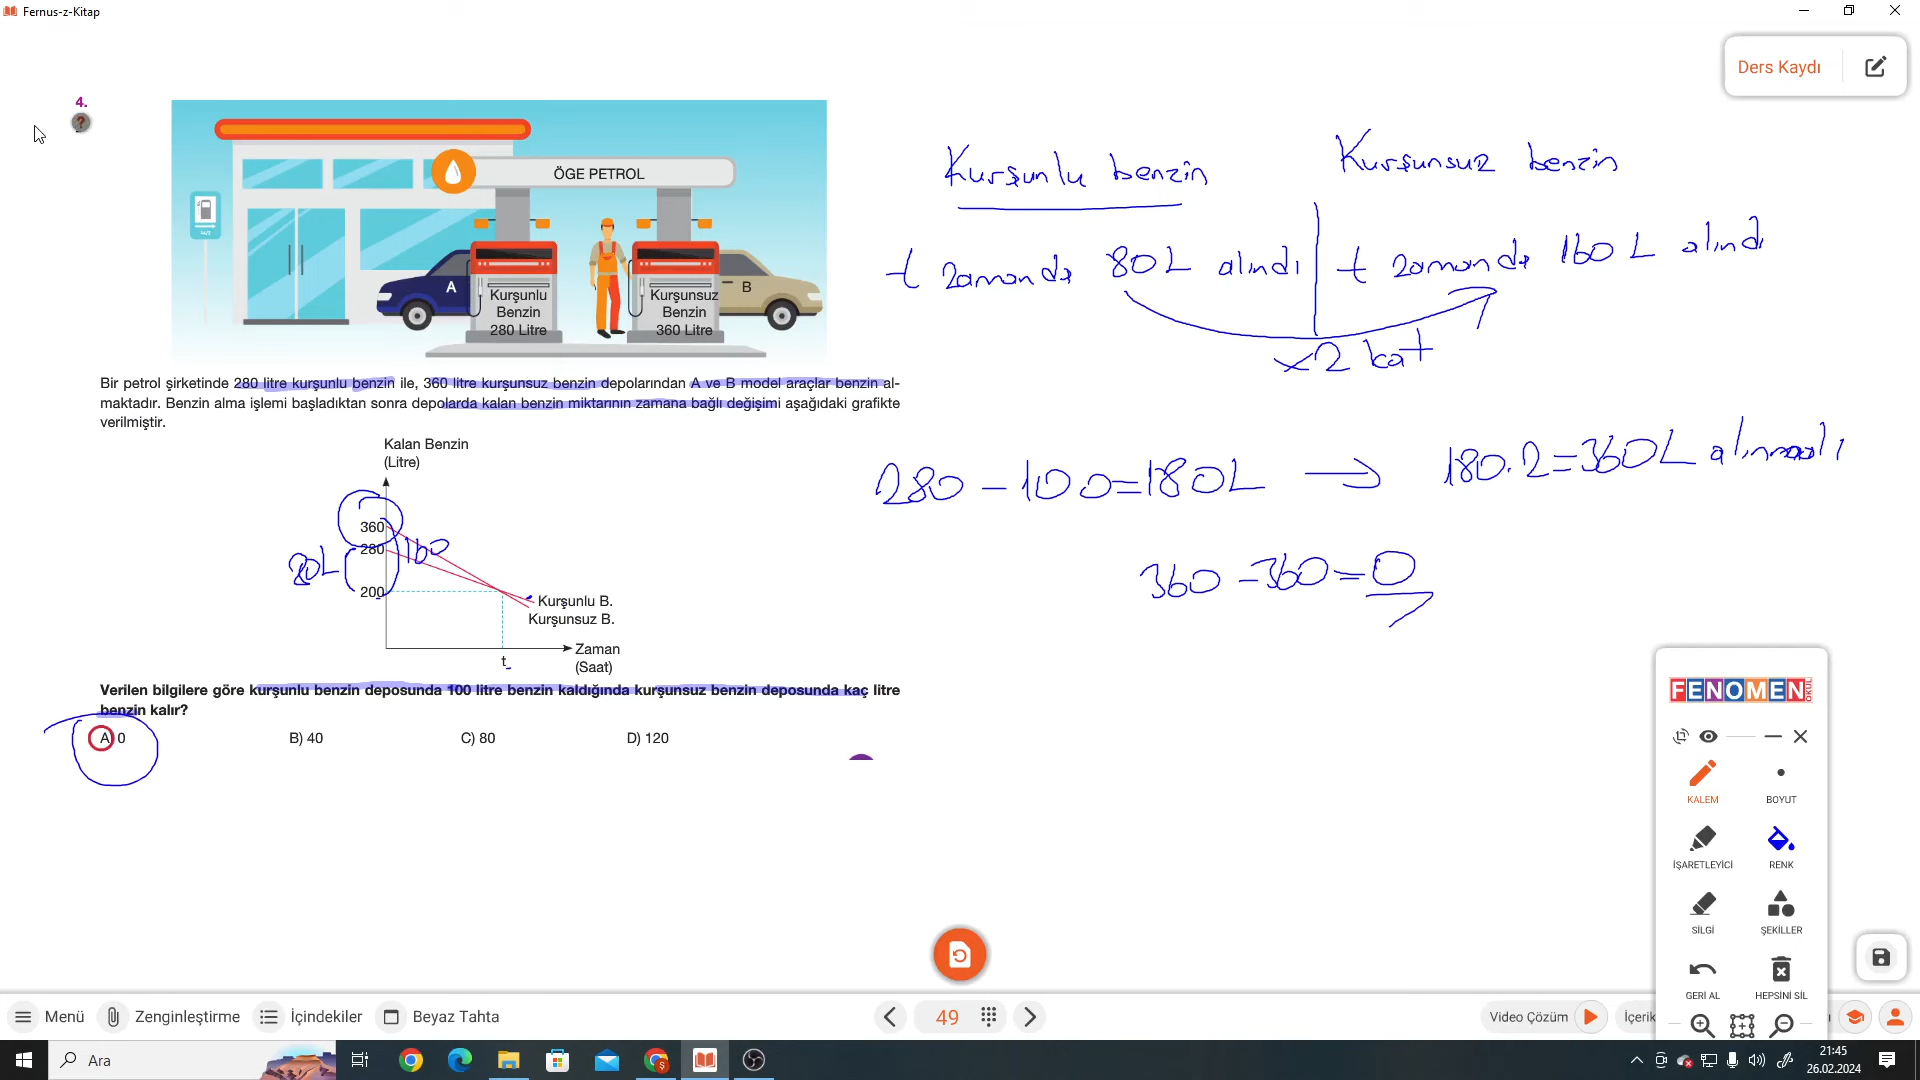 Fernus-z-Kitap
Ders Kaydı
4.
?
ÖGE PETROL
A
B
Kurşunlu
Benzin
280 Litre
Kurşunsuz
Benzin
360 Litre
Bir petrol şirketinde 280 litre kurşunlu benzin ile, 360 litre kurşunsuz benzin depolarından A ve B model araçlar benzin al-
maktadır. Benzin alma işlemi başladıktan sonra depolarda kalan benzin miktarının zamana bağlı değişimi aşağıdaki grafikte
verilmiştir.
Kalan Benzin
(Litre)
360
280
200
80L
160
Kurşunlu B.
Kurşunsuz B.
Zaman
(Saat)
t
Verilen bilgilere göre kurşunlu benzin deposunda 100 litre benzin kaldığında kurşunsuz benzin deposunda kaç litre
benzin kalır?
A) 0 B) 40 C) 80 D) 120
Kurşunlu benzin Kurşunsuz benzin
t zamanda 80L alındı t zamanda 160 L alındı
x2 kat
280 - 100 = 180L → 180.2=360L alınmalı
360 - 360 = 0
FENOMEN OKUL
KALEM BOYUT
İŞARETLEYİCİ RENK
SİLGİ ŞEKİLLER
GERİ AL HEPSİNİ SİL
Menü Zenginleştirme İçindekiler Beyaz Tahta 49 Video Çözüm İçerik
Ara
21:45
26.02.2024